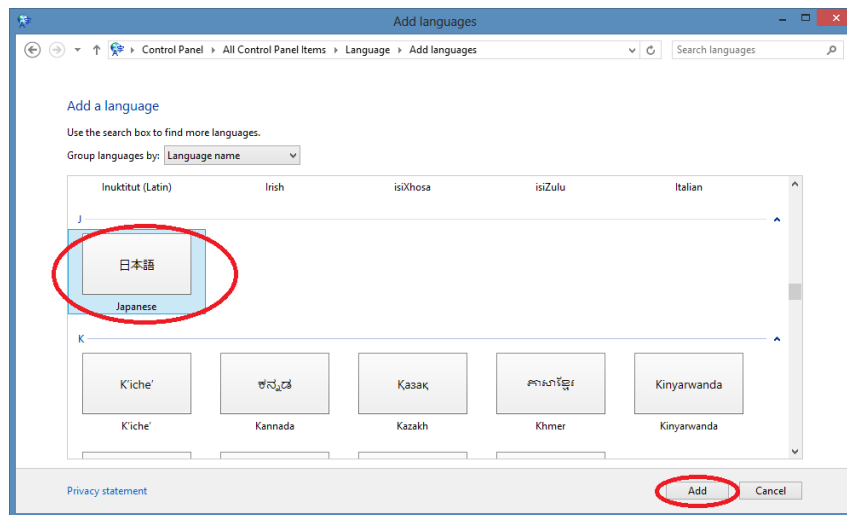 Add languages
Control Panel All Control Panel Items Language Add languages Search languages
Add a language
Use the search box to find more languages.
Group languages by: Language name
Inuktitut (Latin) Irish isiXhosa isiZulu Italian
J
日本語
Japanese
K
K'iche' ಕನ್ನಡ Қазақ ភាសាខ្មែរ Kinyarwanda
K'iche' Kannada Kazakh Khmer Kinyarwanda
Privacy statement Add Cancel